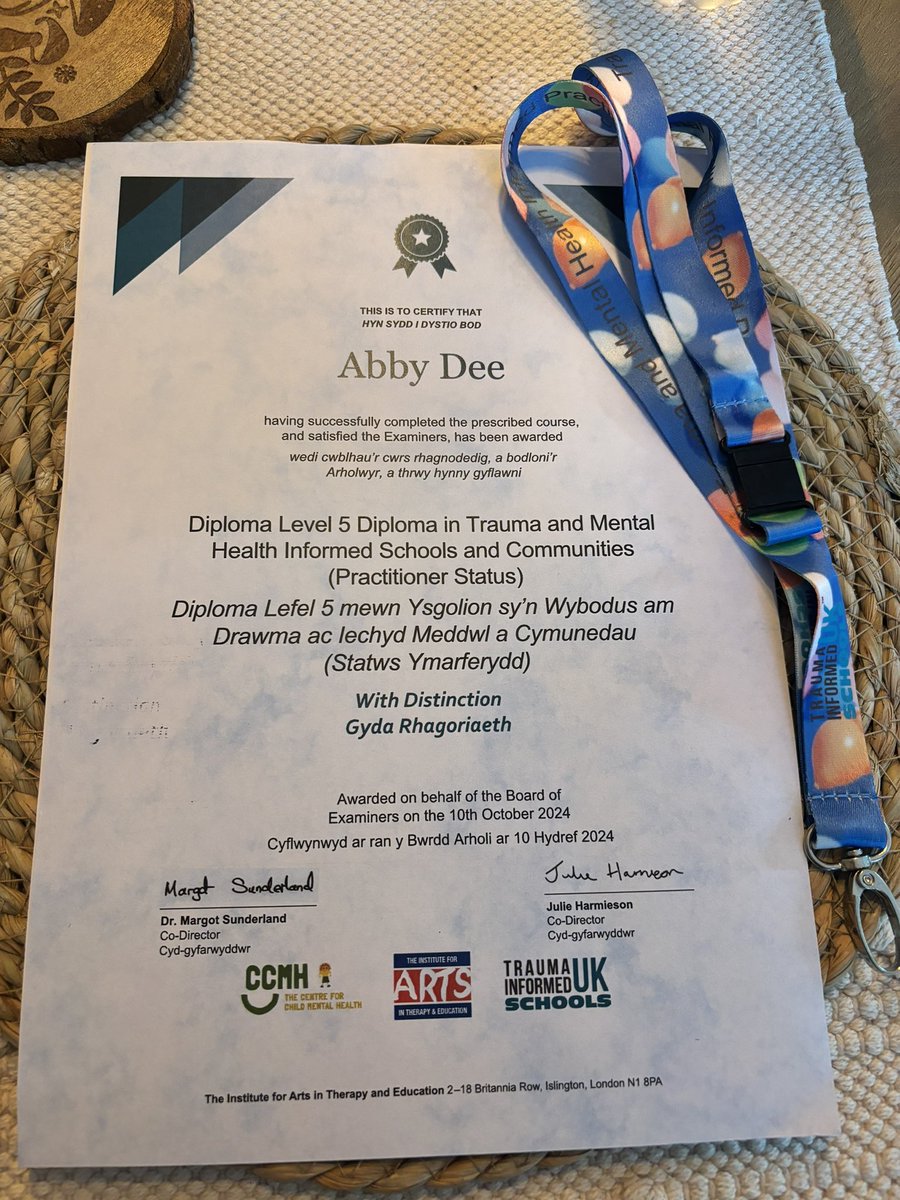 THIS IS TO CERTIFY THAT
HYN SYDD I DYSTIO BOD
Abby Dee
having successfully completed the prescribed course,
and satisfied the Examiners, has been awarded
wedi cwblhau'r cwrs rhagnodedig, a bodloni'r
Arholwyr, a thrwy hynny gyflawni
Diploma Level 5 Diploma in Trauma and Mental
Health Informed Schools and Communities
(Practitioner Status)
Diploma Lefel 5 mewn Ysgolion sy'n Wybodus am
Drawma ac Iechyd Meddwl a Cymunedau
(Statws Ymarferydd)
With Distinction
Gyda Rhagoriaeth
Awarded on behalf of the Board of
Examiners on the 10th October 2024
Cyflwynwyd ar ran y Bwrdd Arholi ar 10 Hydref 2024
Margot Sunderland
Dr. Margot Sunderland
Co-Director
Cyd-gyfarwyddwr
Julie Harmieson
Julie Harmieson
Co-Director
Cyd-gyfarwyddwr
CCMH
THE CENTRE FOR
CHILD MENTAL HEALTH
THE INSTITUTE FOR
ARTS
IN THERAPY & EDUCATION
TRAUMA
INFORMED UK
SCHOOLS
The Institute for Arts in Therapy and Education 2–18 Britannia Row, Islington, London N1 8PA
and Mental Health
Informed
TRAUMA
INFORMED UK